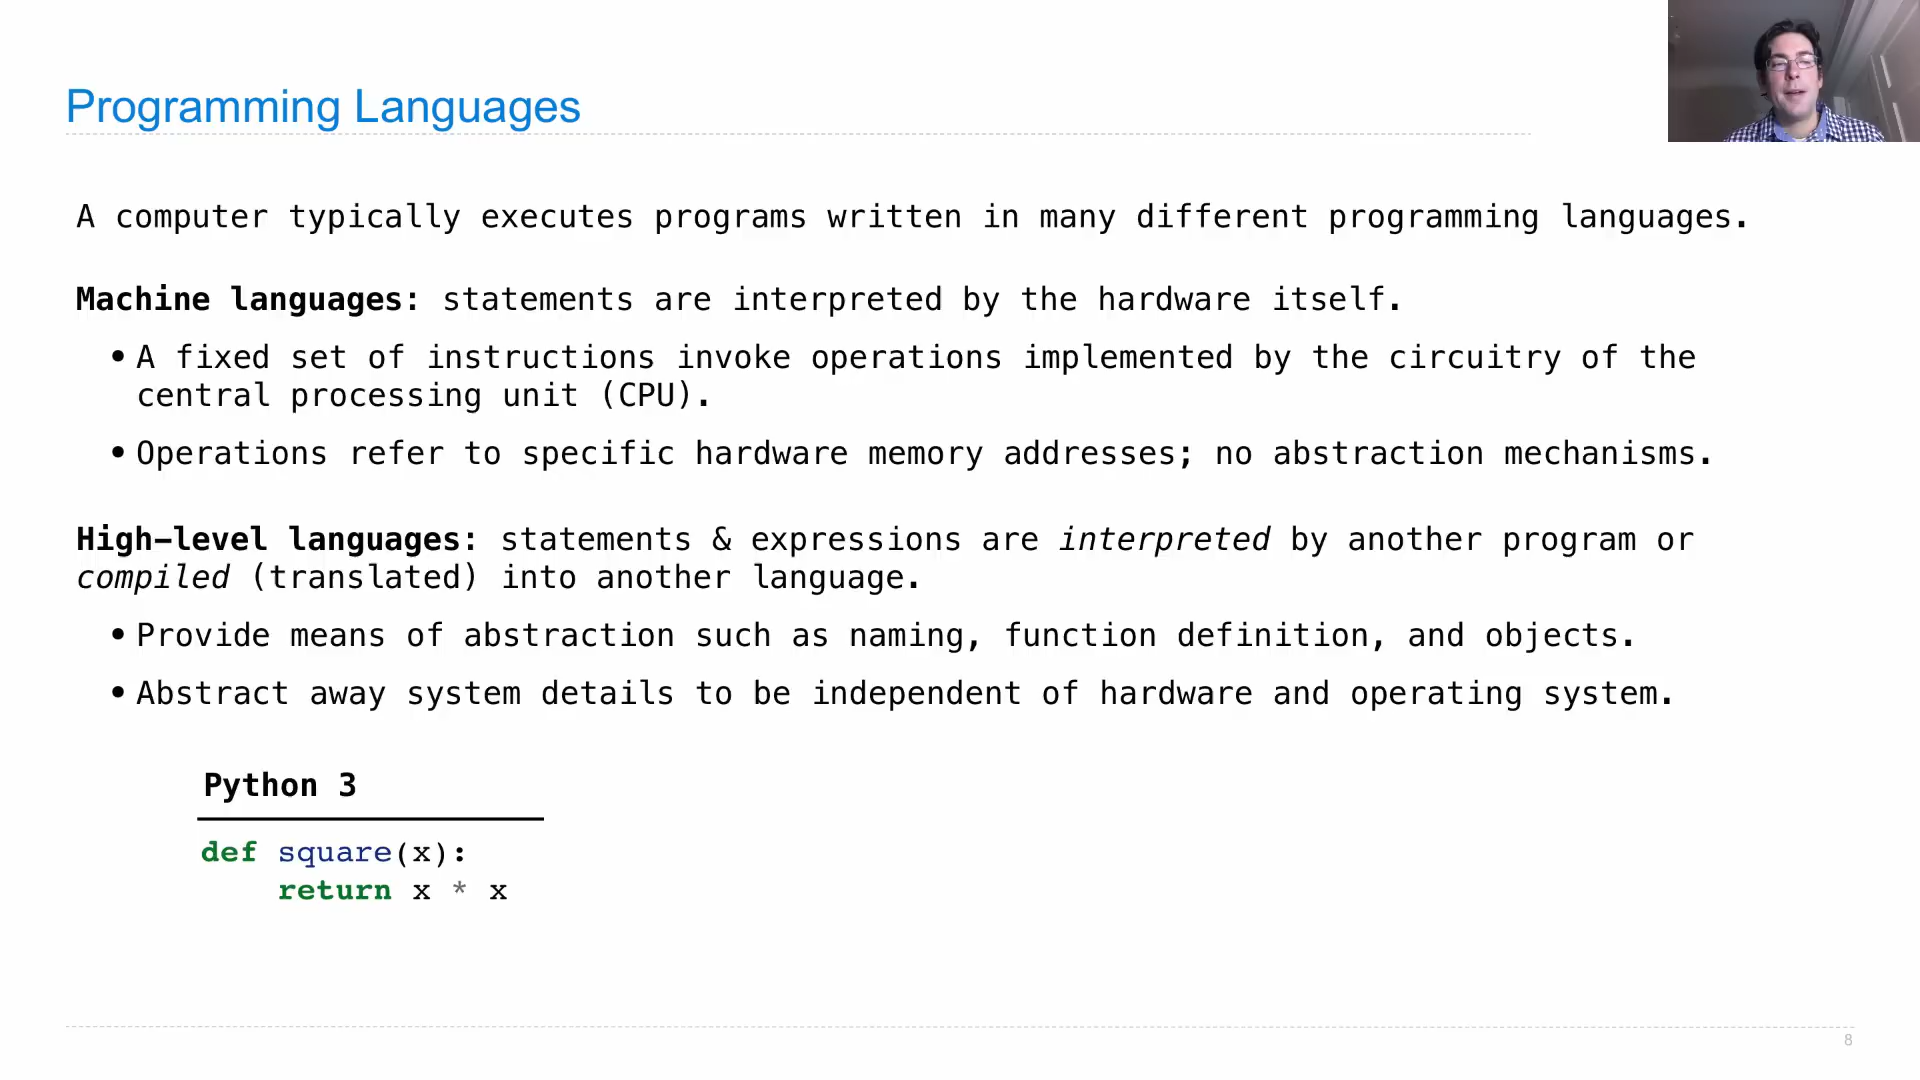 Programming Languages
A computer typically executes programs written in many different programming languages.
Machine languages: statements are interpreted by the hardware itself.
• A fixed set of instructions invoke operations implemented by the circuitry of the
central processing unit (CPU).
• Operations refer to specific hardware memory addresses; no abstraction mechanisms.
High-level languages: statements & expressions are interpreted by another program or
compiled (translated) into another language.
• Provide means of abstraction such as naming, function definition, and objects.
• Abstract away system details to be independent of hardware and operating system.
Python 3
def square(x):
    return x * x
8